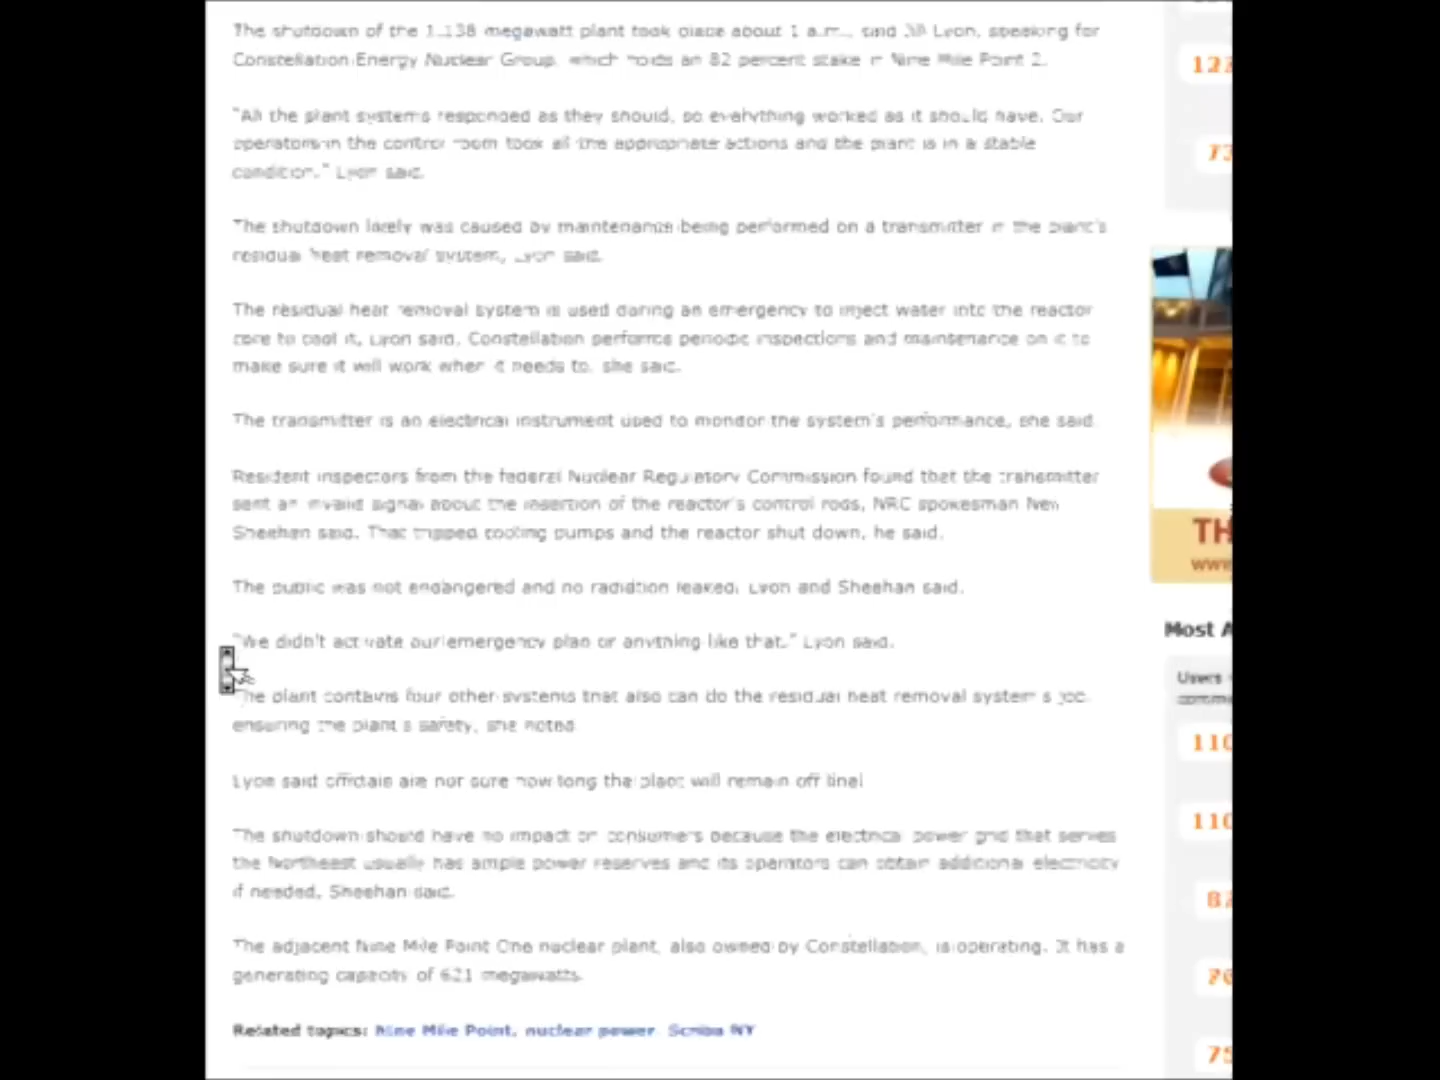 The shutdown of the 1,138 megawatt plant took place about 1 a.m., said Jill Lyon, speaking for
Constellation Energy Nuclear Group, which holds an 82 percent stake in Nine Mile Point 2.
"All the plant systems responded as they should, so everything worked as it should have. Our
operators in the control room took all the appropriate actions and the plant is in a stable
condition." Lyon said.
The shutdown likely was caused by maintenance being performed on a transmitter in the plant's
residual heat removal system, Lyon said.
The residual heat removal system is used during an emergency to inject water into the reactor
core to cool it, Lyon said. Constellation performs periodic inspections and maintenance on it to
make sure it will work when it needs to, she said.
The transmitter is an electrical instrument used to monitor the system's performance, she said.
Resident inspectors from the federal Nuclear Regulatory Commission found that the transmitter
sent an invalid signal about the insertion of the reactor's control rods, NRC spokesman Neil
Sheehan said. That tripped cooling pumps and the reactor shut down, he said.
The public was not endangered and no radiation leaked, Lyon and Sheehan said.
"We didn't activate our emergency plan or anything like that," Lyon said.
The plant contains four other systems that also can do the residual heat removal system's job,
ensuring the plant's safety, she noted.
Lyon said officials are not sure how long the plant will remain off line.
The shutdown should have no impact on consumers because the electrical power grid that serves
the Northeast usually has ample power reserves and its operators can obtain additional electricity
if needed, Sheehan said.
The adjacent Nine Mile Point One nuclear plant, also owned by Constellation, is operating. It has a
generating capacity of 621 megawatts.
Related topics: Nine Mile Point, nuclear power, Scriba NY
TH
www
Most A
Users
110
110